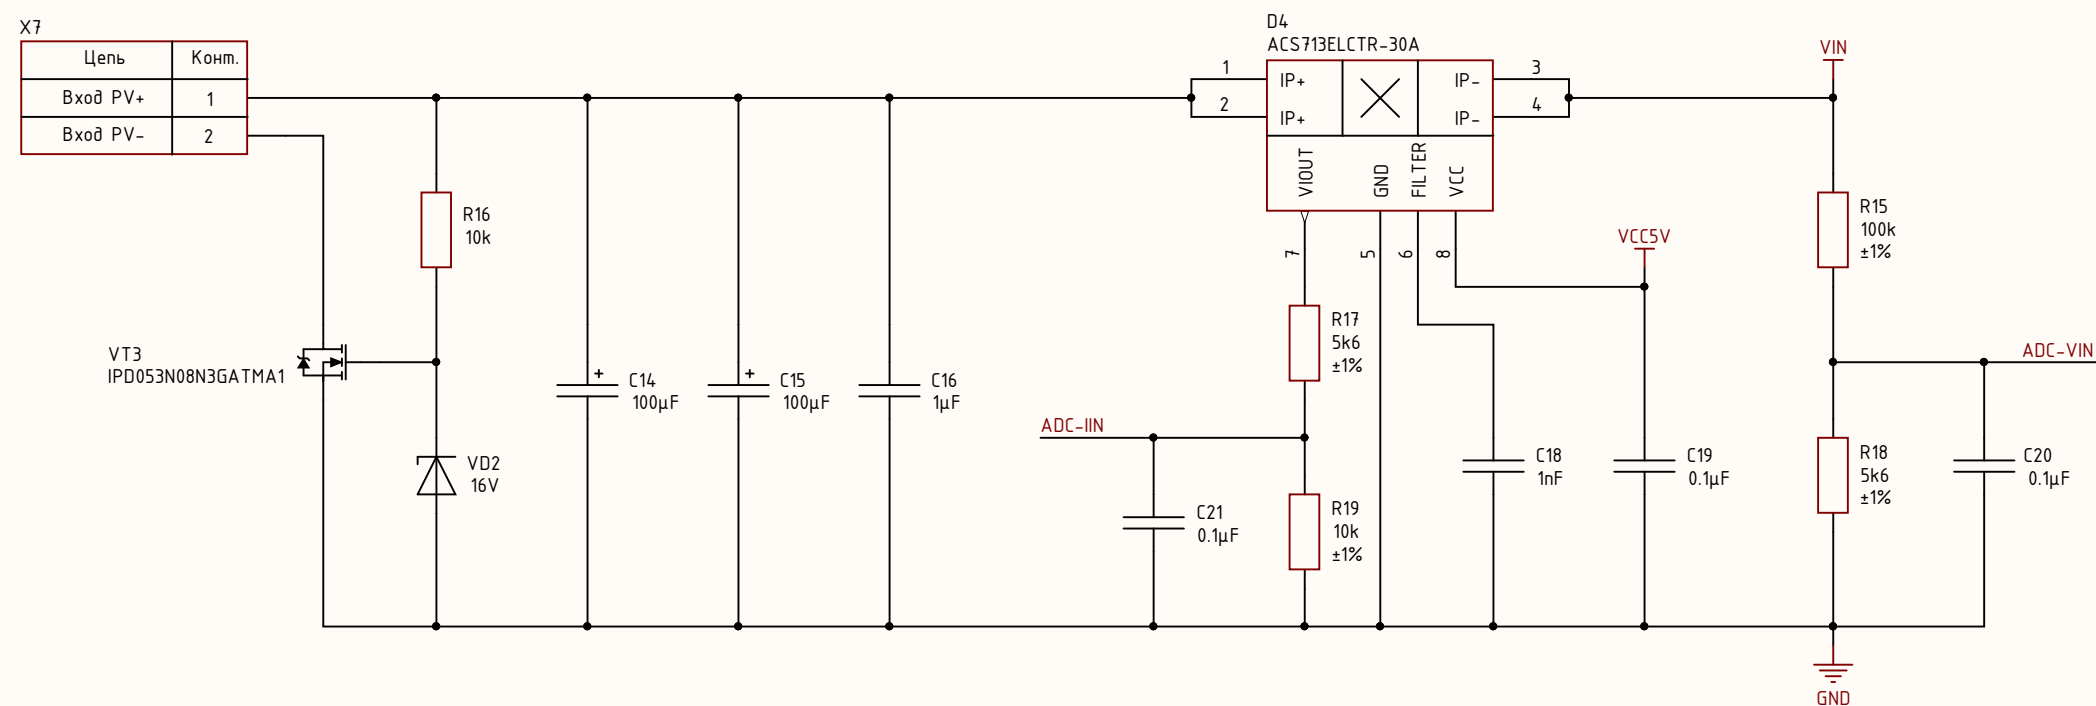 X7
Цепь Конт.
Вход PV+ 1
Вход PV- 2
D4
ACS713ELCTR-30A
1 IP+ IP- 3
2 IP+ IP- 4
VIOUT GND FILTER VCC
7 5 6 8
VIN
R15
100k
±1%
VCC5V
R16
10k
R17
5k6
±1%
VT3
IPD053N08N3GATMA1
ADC-VIN
+ C14
100µF
+ C15
100µF
C16
1µF
ADC-IIN
VD2
16V
C18
1nF
C19
0.1µF
R18
5k6
±1%
C20
0.1µF
C21
0.1µF
R19
10k
±1%
GND